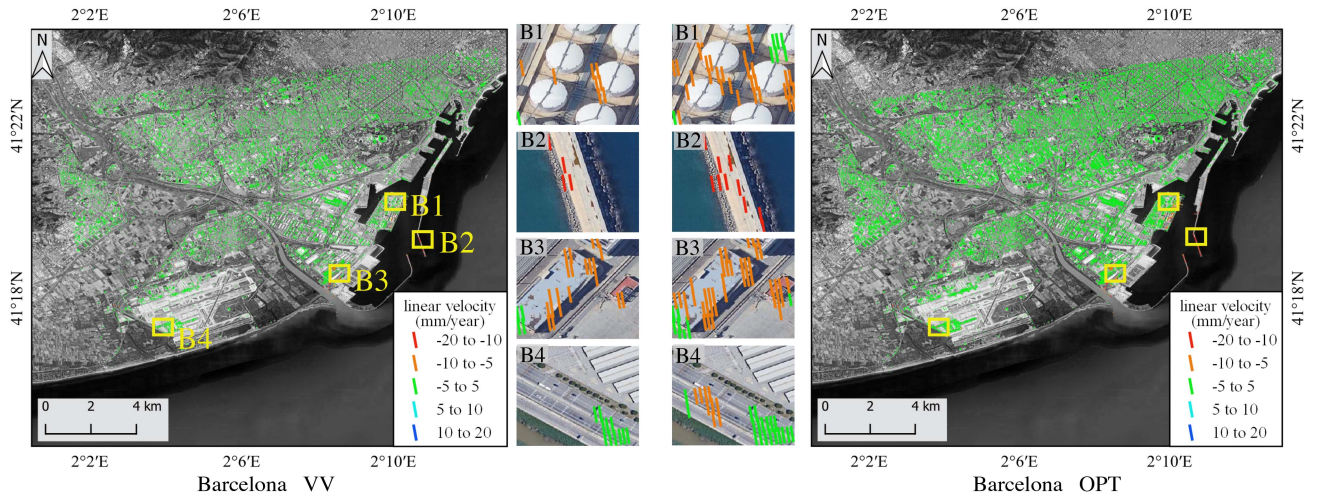 2°2′E 2°6′E 2°10′E
2°2′E 2°6′E 2°10′E
N
B1
B1
N
41°22′N
41°22′N
B2
B2
B1
B2
B3
B3
B3
41°18′N
41°18′N
B4
B4
B4
linear velocity
(mm/year)
-20 to -10
-10 to -5
-5 to 5
5 to 10
10 to 20
linear velocity
(mm/year)
-20 to -10
-10 to -5
-5 to 5
5 to 10
10 to 20
0 2 4 km
0 2 4 km
2°2′E 2°6′E 2°10′E
2°2′E 2°6′E 2°10′E
Barcelona VV
Barcelona OPT